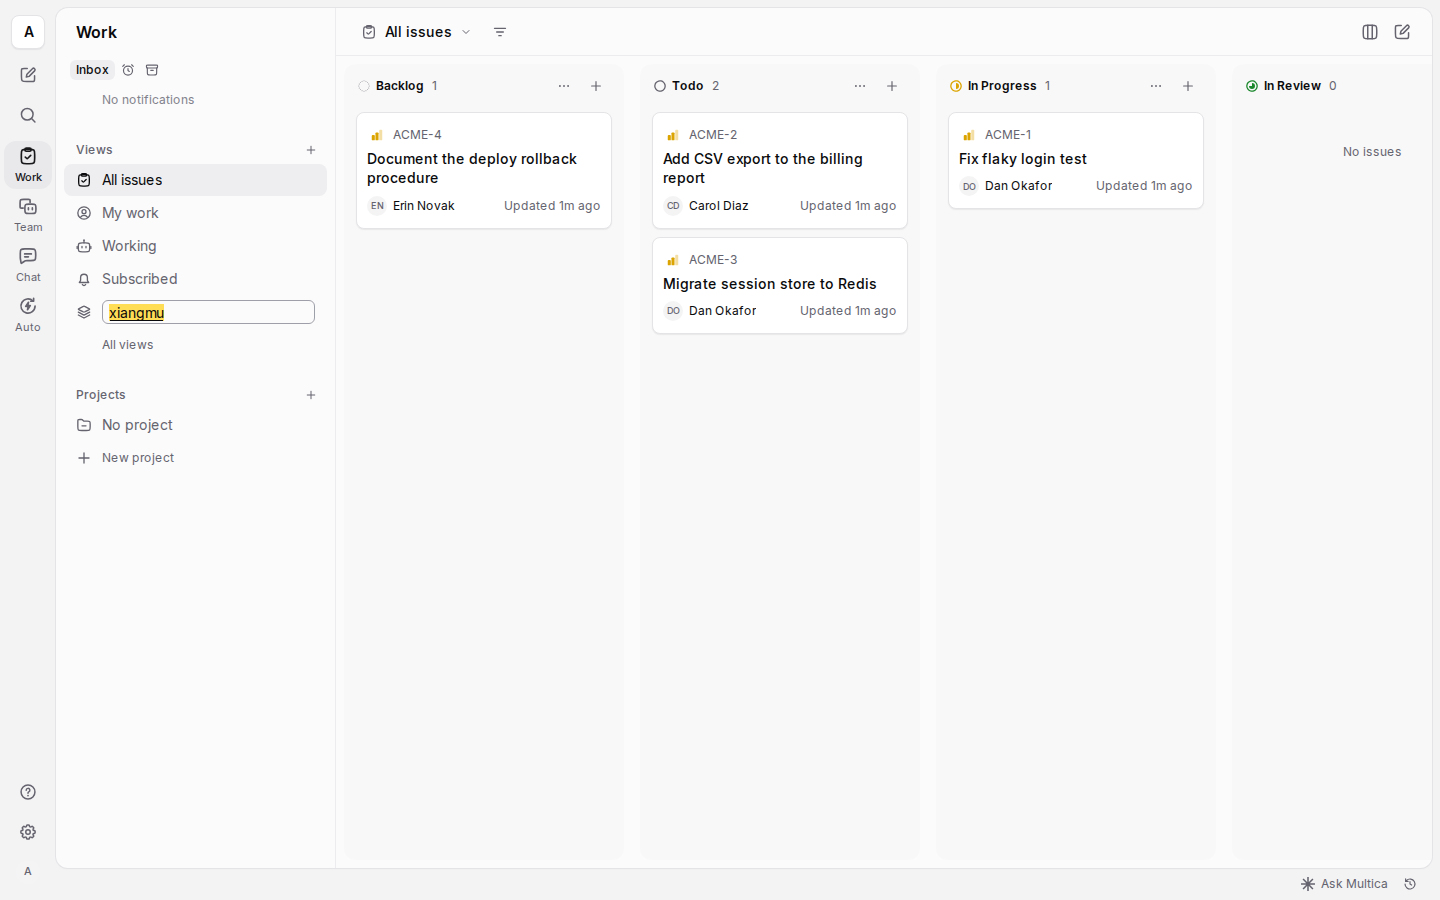 A
Work
Team
Chat
Auto
A
Work
Inbox
No notifications
Views
All issues
My work
Working
Subscribed
xiangmu
All views
Projects
No project
New project
All issues
Backlog 1
ACME-4
Document the deploy rollback
procedure
EN Erin Novak Updated 1m ago
Todo 2
ACME-2
Add CSV export to the billing
report
CD Carol Diaz Updated 1m ago
ACME-3
Migrate session store to Redis
DO Dan Okafor Updated 1m ago
In Progress 1
ACME-1
Fix flaky login test
DO Dan Okafor Updated 1m ago
In Review 0
No issues
Ask Multica